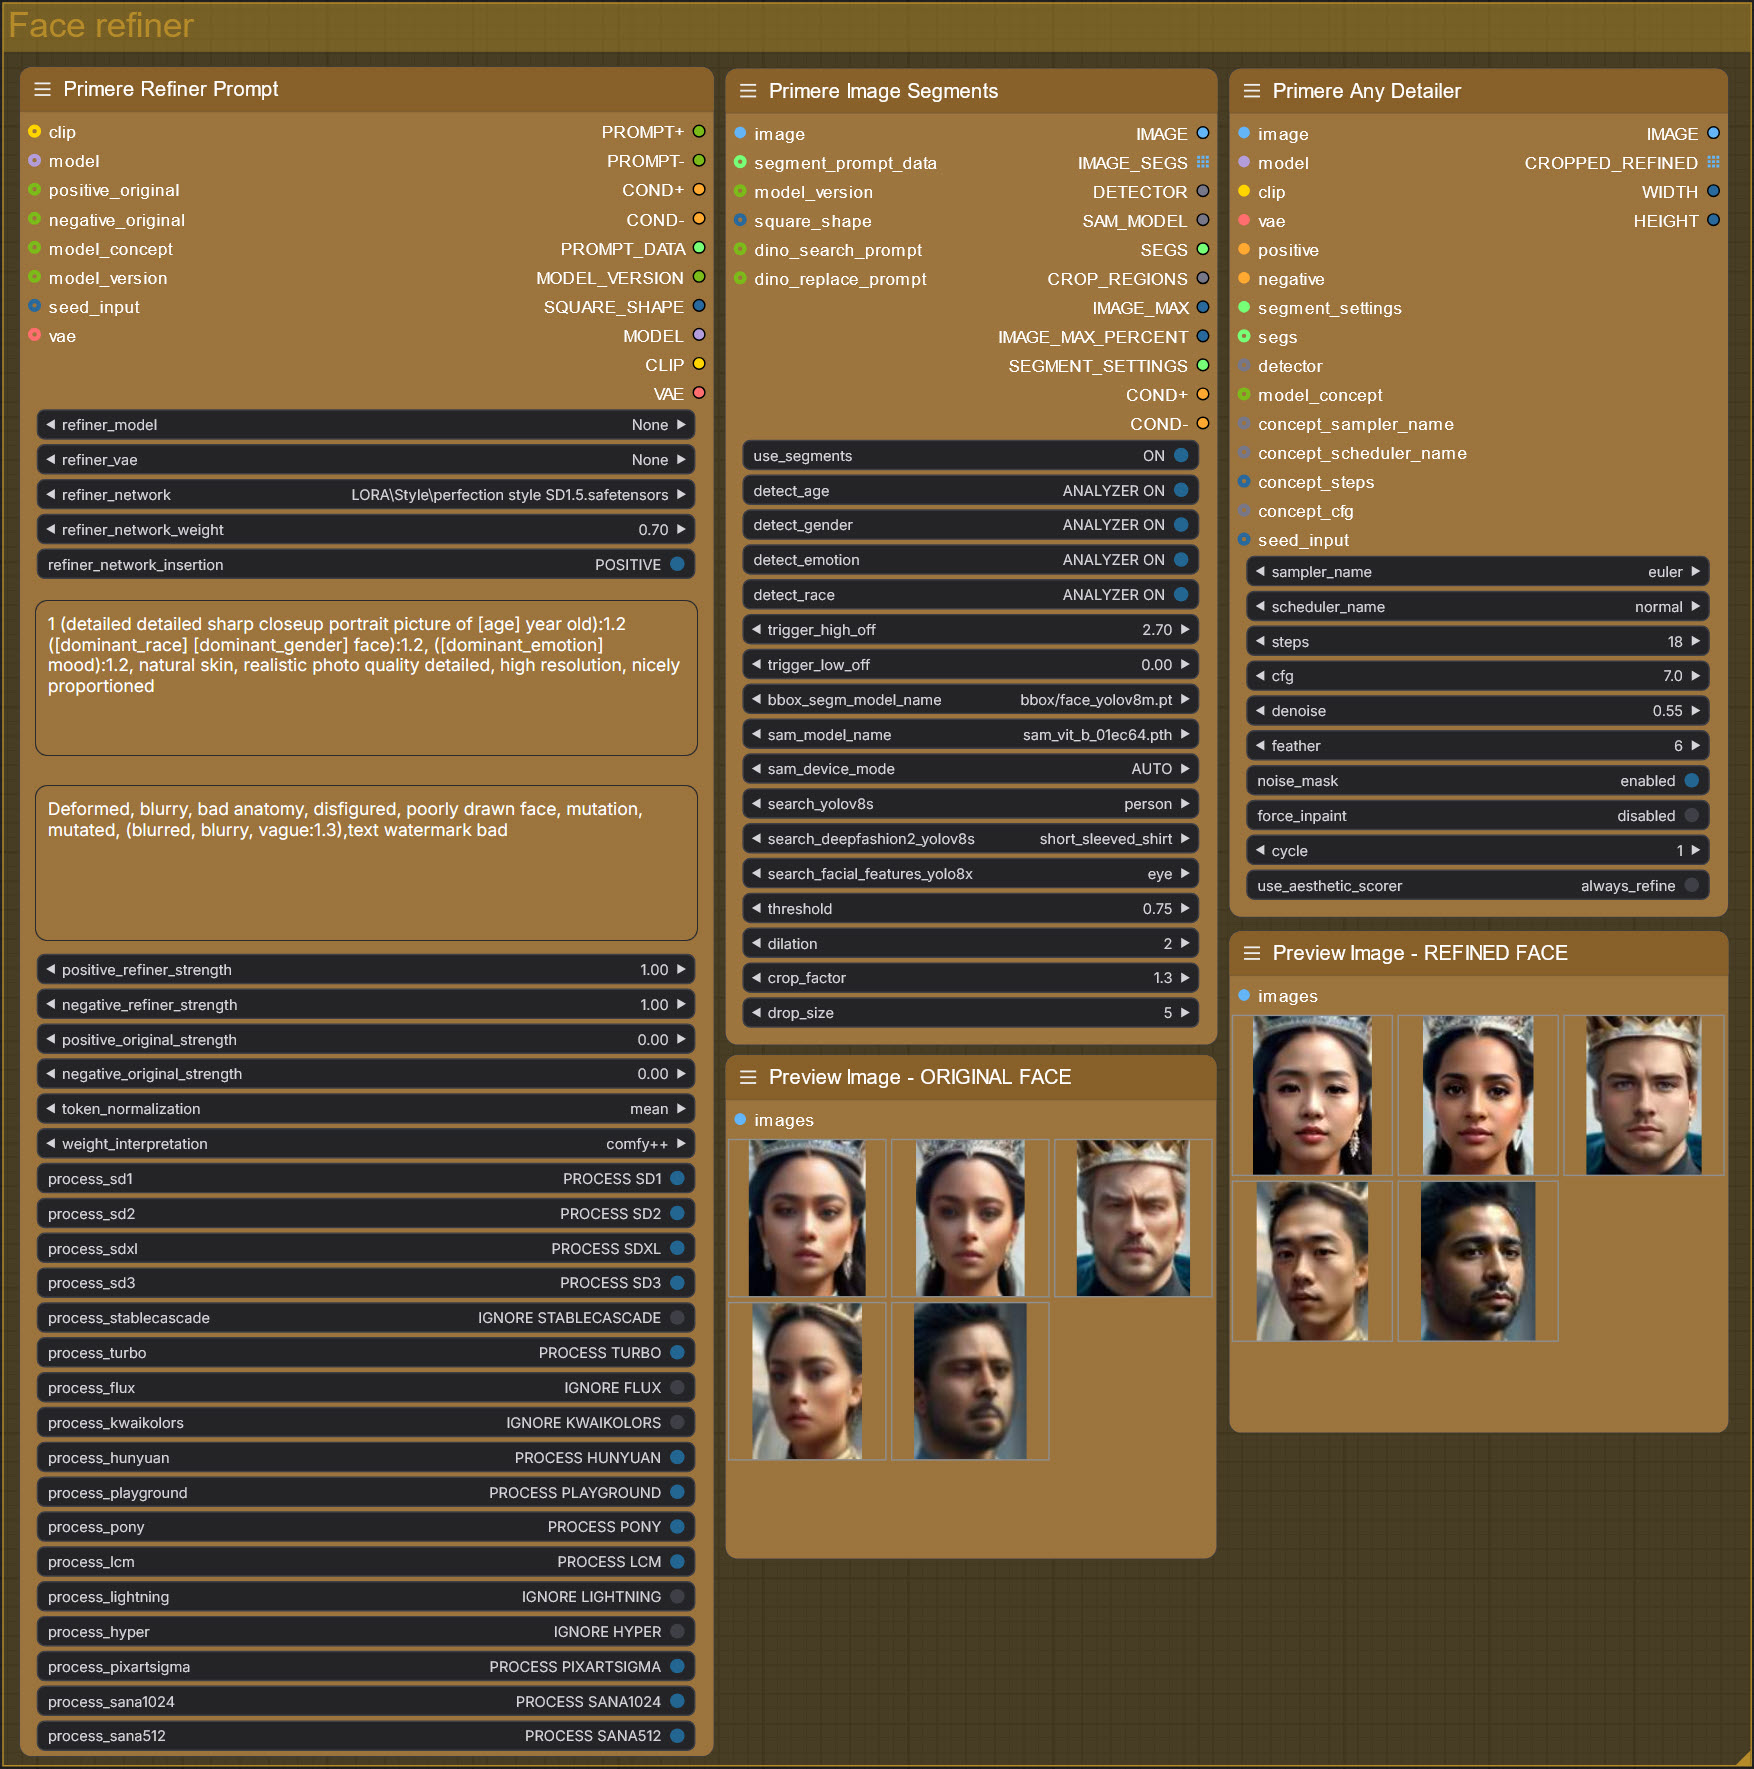 Face refiner
Primere Refiner Prompt
clip PROMPT+
model PROMPT-
positive_original COND+
negative_original COND-
model_concept PROMPT_DATA
model_version MODEL_VERSION
seed_input SQUARE_SHAPE
vae MODEL
CLIP
VAE
refiner_model None
refiner_vae None
refiner_network LORA\Style\perfection style SD1.5.safetensors
refiner_network_weight 0.70
refiner_network_insertion POSITIVE
1 (detailed detailed sharp closeup portrait picture of [age] year old):1.2
([dominant_race] [dominant_gender] face):1.2, ([dominant_emotion]
mood):1.2, natural skin, realistic photo quality detailed, high resolution, nicely
proportioned
Deformed, blurry, bad anatomy, disfigured, poorly drawn face, mutation,
mutated, (blurred, blurry, vague:1.3),text watermark bad
positive_refiner_strength 1.00
negative_refiner_strength 1.00
positive_original_strength 0.00
negative_original_strength 0.00
token_normalization mean
weight_interpretation comfy++
process_sd1 PROCESS SD1
process_sd2 PROCESS SD2
process_sdxl PROCESS SDXL
process_sd3 PROCESS SD3
process_stablecascade IGNORE STABLECASCADE
process_turbo PROCESS TURBO
process_flux IGNORE FLUX
process_kwaikolors IGNORE KWAIKOLORS
process_hunyuan PROCESS HUNYUAN
process_playground PROCESS PLAYGROUND
process_pony PROCESS PONY
process_lcm PROCESS LCM
process_lightning IGNORE LIGHTNING
process_hyper IGNORE HYPER
process_pixartsigma PROCESS PIXARTSIGMA
process_sana1024 PROCESS SANA1024
process_sana512 PROCESS SANA512
Primere Image Segments
image IMAGE
segment_prompt_data IMAGE_SEGS
model_version DETECTOR
square_shape SAM_MODEL
dino_search_prompt SEGS
dino_replace_prompt CROP_REGIONS
IMAGE_MAX
IMAGE_MAX_PERCENT
SEGMENT_SETTINGS
COND+
COND-
use_segments ON
detect_age ANALYZER ON
detect_gender ANALYZER ON
detect_emotion ANALYZER ON
detect_race ANALYZER ON
trigger_high_off 2.70
trigger_low_off 0.00
bbox_segm_model_name bbox/face_yolov8m.pt
sam_model_name sam_vit_b_01ec64.pth
sam_device_mode AUTO
search_yolov8s person
search_deepfashion2_yolov8s short_sleeved_shirt
search_facial_features_yolo8x eye
threshold 0.75
dilation 2
crop_factor 1.3
drop_size 5
Preview Image - ORIGINAL FACE
images
Primere Any Detailer
image IMAGE
model CROPPED_REFINED
clip WIDTH
vae HEIGHT
positive
negative
segment_settings
segs
detector
model_concept
concept_sampler_name
concept_scheduler_name
concept_steps
concept_cfg
seed_input
sampler_name euler
scheduler_name normal
steps 18
cfg 7.0
denoise 0.55
feather 6
noise_mask enabled
force_inpaint disabled
cycle 1
use_aesthetic_scorer always_refine
Preview Image - REFINED FACE
images